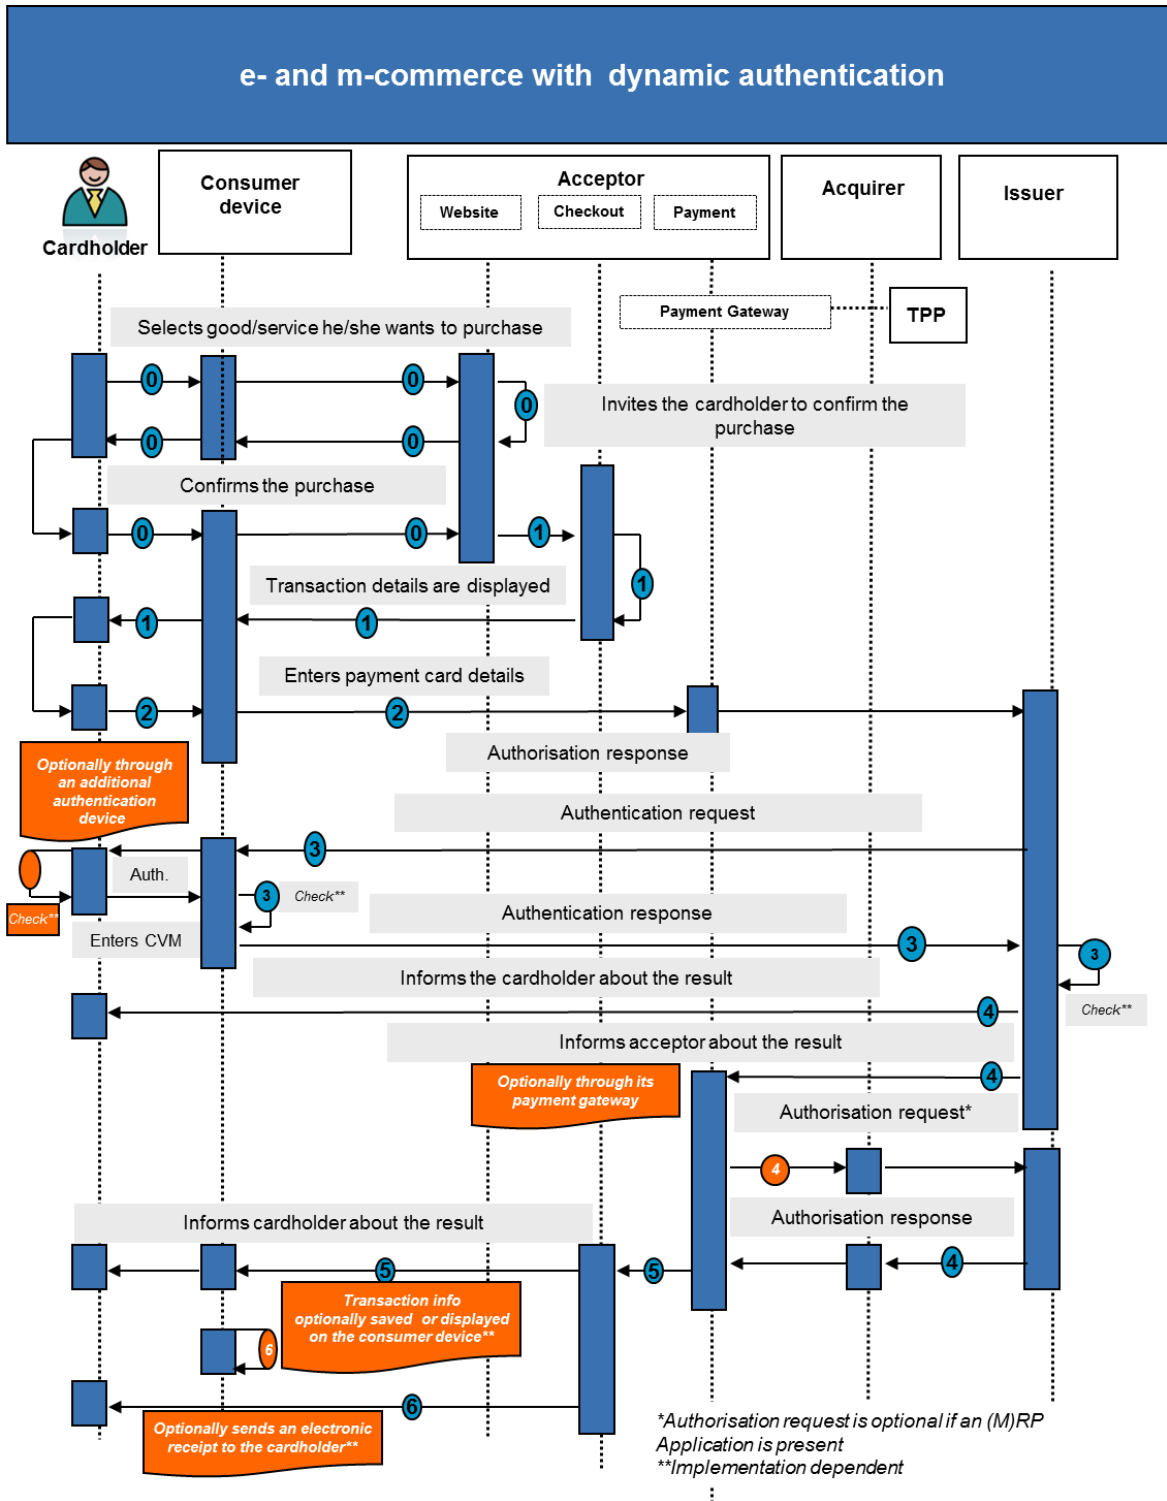 e- and m-commerce with dynamic authentication
Consumer
device
Acceptor
Website
Checkout
Payment
Acquirer
Issuer
Cardholder
Payment Gateway
TPP
Selects good/service he/she wants to purchase
0
0
0
Invites the cardholder to confirm the
purchase
0
0
Confirms the purchase
0
0
1
Transaction details are displayed
1
1
1
Enters payment card details
2
2
Authorisation response
Optionally through
an additional
authentication
device
Authentication request
3
Auth.
3
Check**
Check**
Authentication response
Enters CVM
3
3
Informs the cardholder about the result
4
Check**
Informs acceptor about the result
Optionally through its
payment gateway
4
Authorisation request*
4
Informs cardholder about the result
Authorisation response
5
5
4
Transaction info
optionally saved or displayed
on the consumer device**
6
6
Optionally sends an electronic
receipt to the cardholder**
*Authorisation request is optional if an (M)RP
Application is present
**Implementation dependent